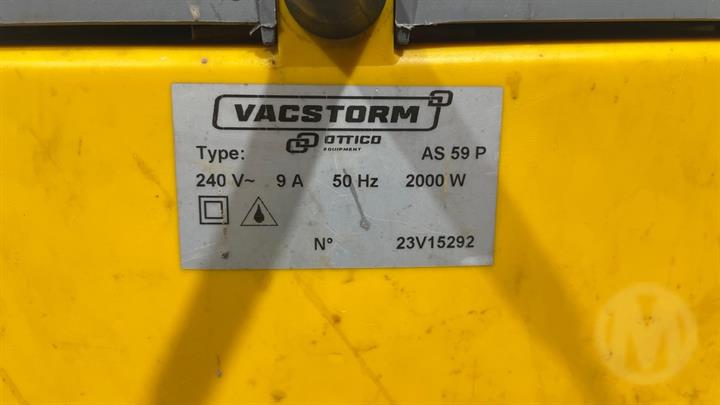 VACSTORM
OTTICO
EQUIPMENT
Type: AS 59 P
240 V~ 9 A 50 Hz 2000 W
N° 23V15292
M